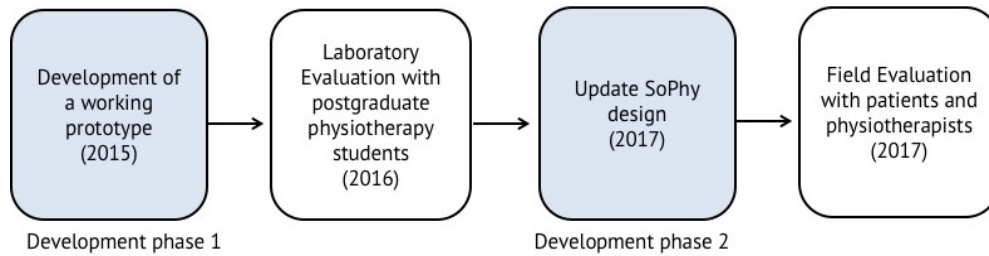 Development of
a working
prototype
(2015)
Laboratory
Evaluation with
postgraduate
physiotherapy
students
(2016)
Update SoPhy
design
(2017)
Field Evaluation
with patients and
physiotherapists
(2017)
Development phase 1
Development phase 2